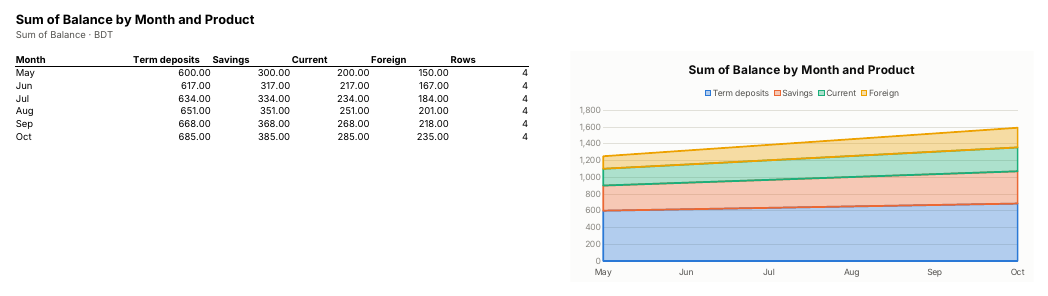 Sum of Balance by Month and Product
Sum of Balance · BDT
Month Term deposits Savings Current Foreign Rows
May 600.00 300.00 200.00 150.00 4
Jun 617.00 317.00 217.00 167.00 4
Jul 634.00 334.00 234.00 184.00 4
Aug 651.00 351.00 251.00 201.00 4
Sep 668.00 368.00 268.00 218.00 4
Oct 685.00 385.00 285.00 235.00 4
Sum of Balance by Month and Product
Term deposits Savings Current Foreign
1,800
1,600
1,400
1,200
1,000
800
600
400
200
0
May Jun Jul Aug Sep Oct